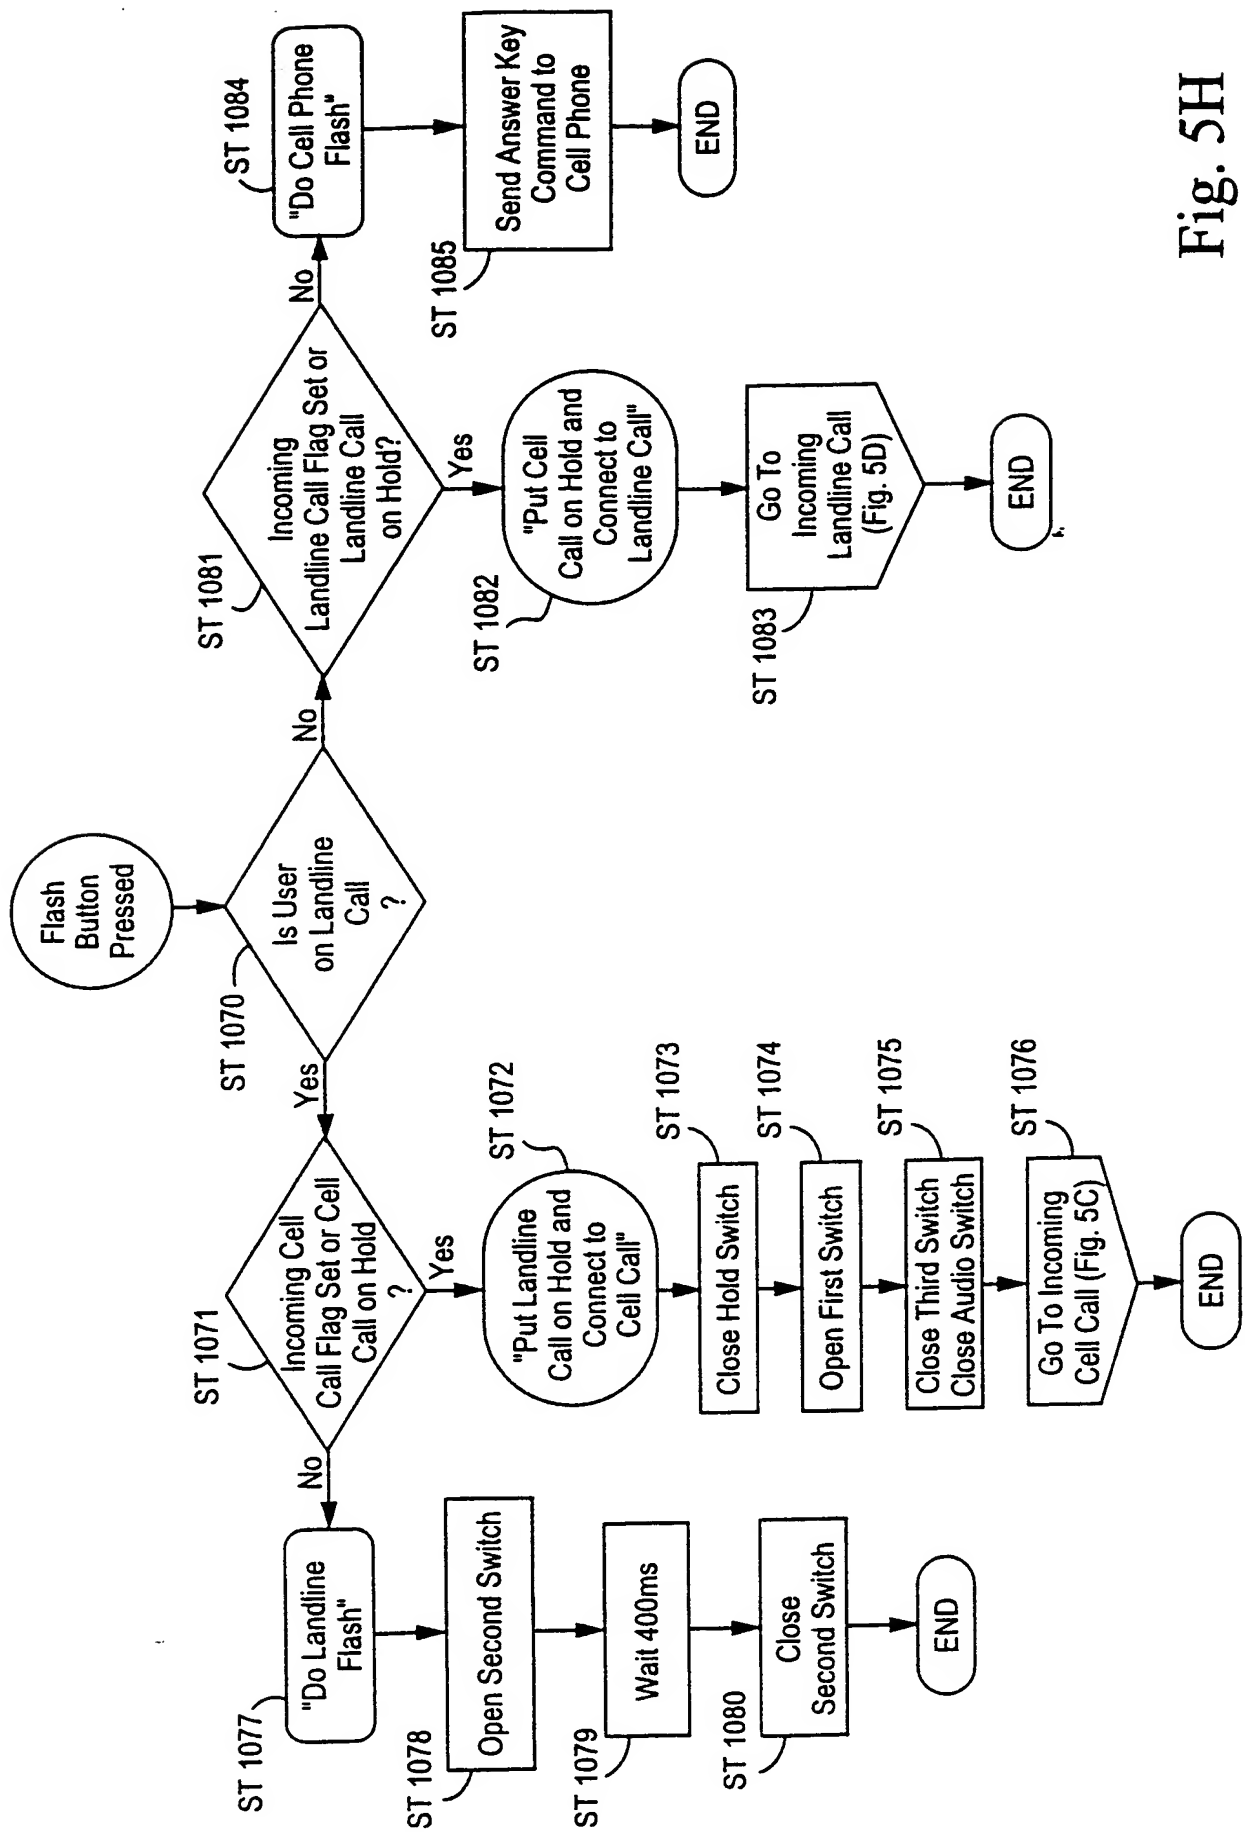 Flash
Button
Pressed
ST 1070
Is User
on Landline
Call
?
Yes
No
ST 1071
Incoming Cell
Call Flag Set or Cell
Call on Hold
?
No
Yes
ST 1077
"Do Landline
Flash"
ST 1078
Open Second Switch
ST 1079
Wait 400ms
ST 1080
Close
Second Switch
END
ST 1072
"Put Landline
Call on Hold and
Connect to
Cell Call"
ST 1073
Close Hold Switch
ST 1074
Open First Switch
ST 1075
Close Third Switch
Close Audio Switch
ST 1076
Go To Incoming
Cell Call (Fig. 5C)
END
ST 1081
Incoming
Landline Call Flag Set or
Landline Call
on Hold?
Yes
No
ST 1082
"Put Cell
Call on Hold and
Connect to
Landline Call"
ST 1083
Go To
Incoming
Landline Call
(Fig. 5D)
END
ST 1084
"Do Cell Phone
Flash"
ST 1085
Send Answer Key
Command to
Cell Phone
END
Fig. 5H